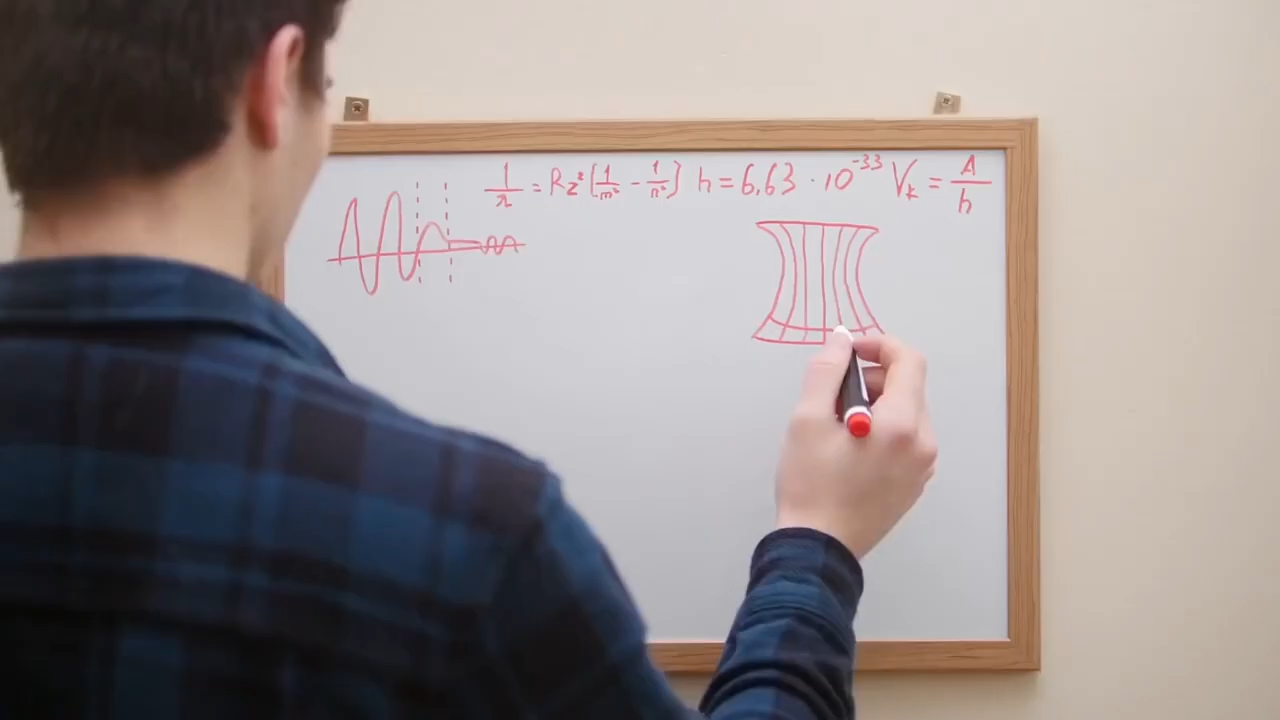 1/λ = Rz²(1/m² - 1/n²) h = 6,63 · 10⁻³³ Vₖ = A/h